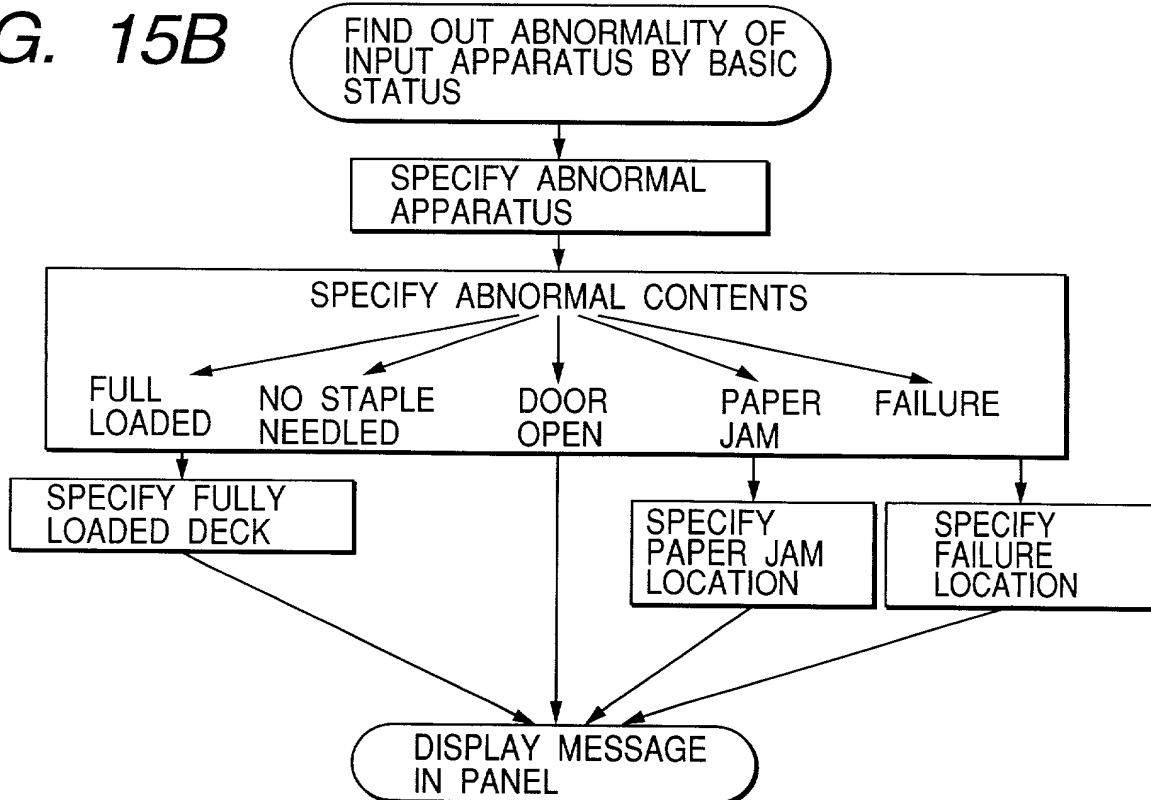 G. 15B
FIND OUT ABNORMALITY OF
INPUT APPARATUS BY BASIC
STATUS
SPECIFY ABNORMAL
APPARATUS
SPECIFY ABNORMAL CONTENTS
FULL
LOADED
NO STAPLE
NEEDLED
DOOR
OPEN
PAPER
JAM
FAILURE
SPECIFY FULLY
LOADED DECK
SPECIFY
PAPER JAM
LOCATION
SPECIFY
FAILURE
LOCATION
DISPLAY MESSAGE
IN PANEL